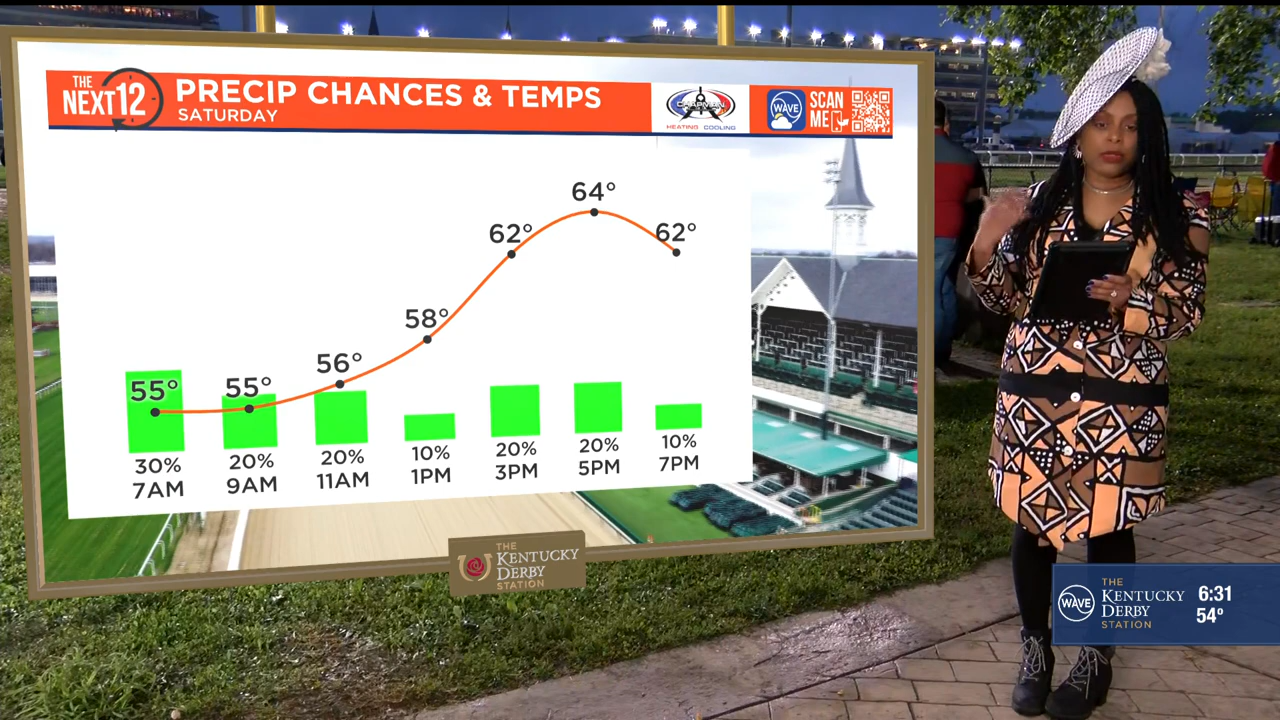 THE
NEXT12
PRECIP CHANCES & TEMPS
SATURDAY
CHAPMAN
HEATING COOLING
WAVE
SCAN
ME
55°
55°
56°
58°
62°
64°
62°
30%
20%
20%
10%
20%
20%
10%
7AM
9AM
11AM
1PM
3PM
5PM
7PM
THE
KENTUCKY
DERBY
STATION
WAVE
THE
KENTUCKY
DERBY
STATION
6:31
54°